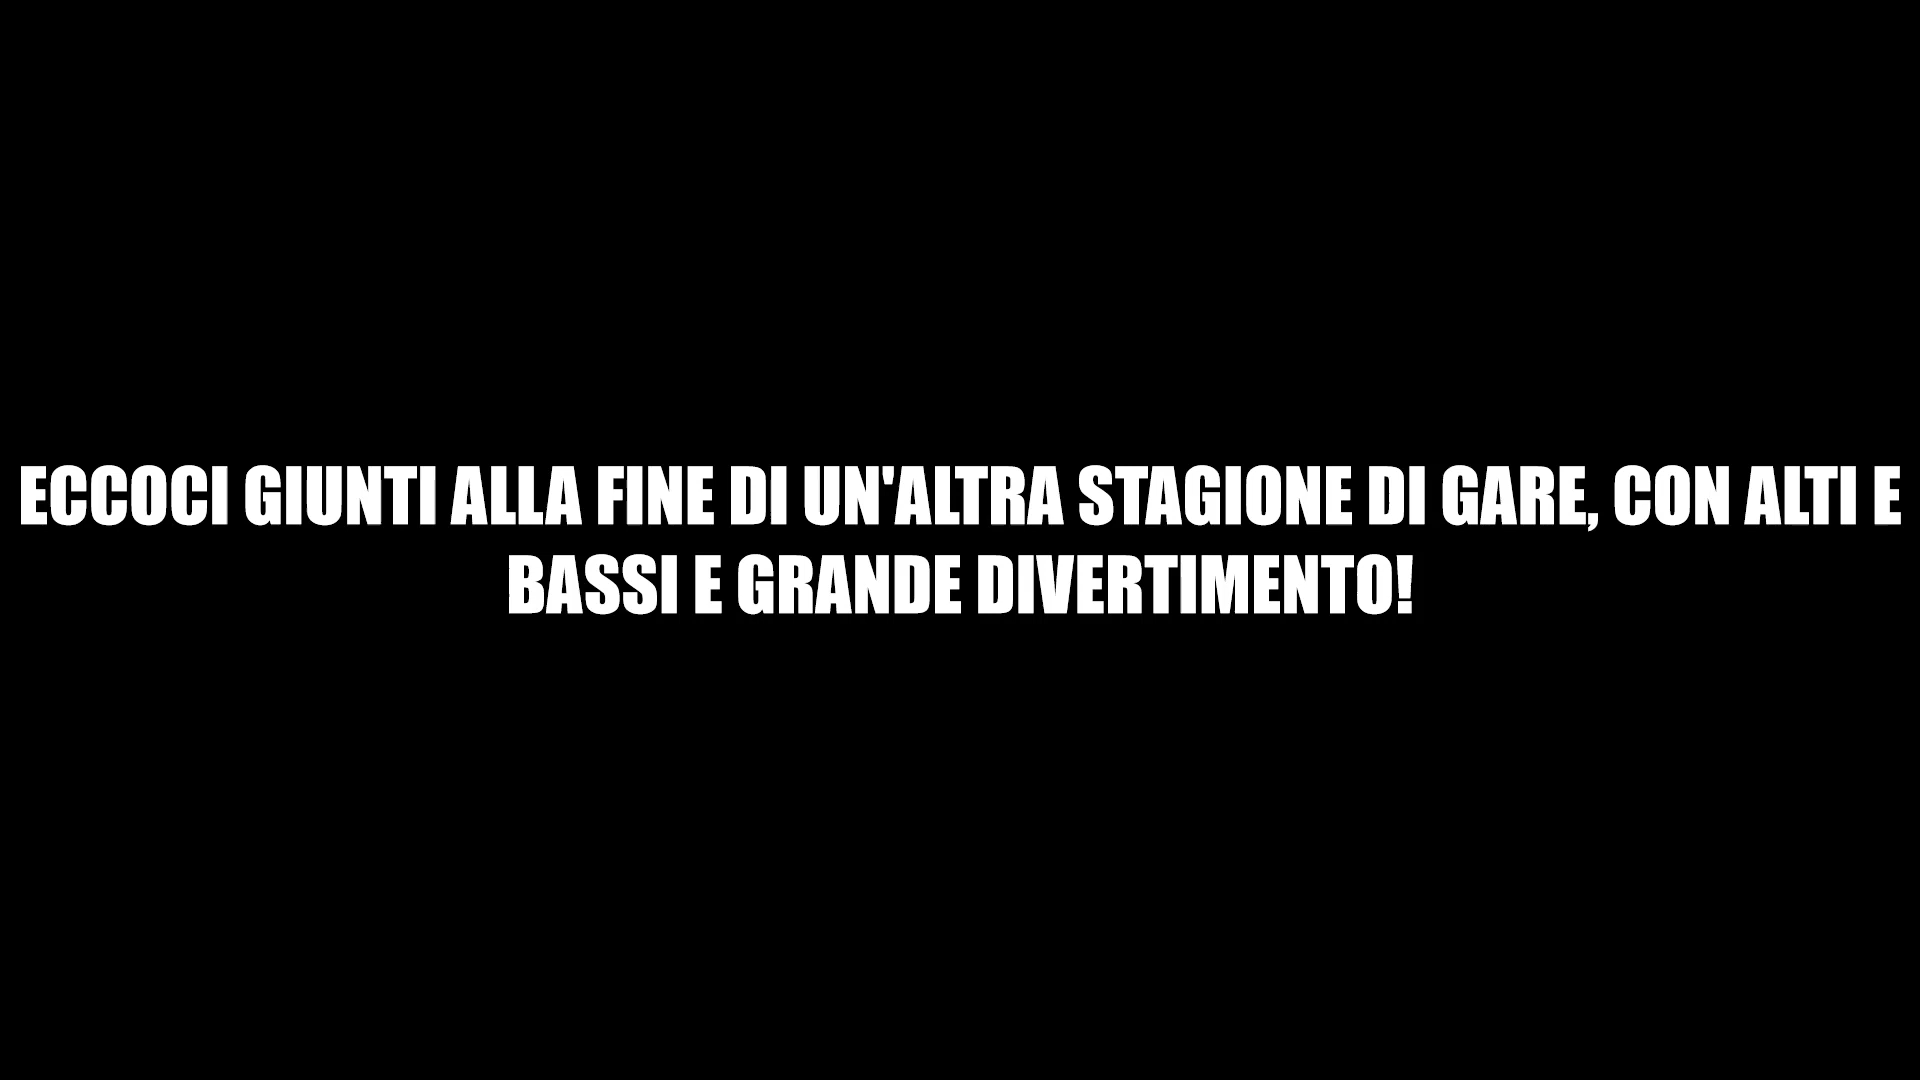 ECCOCI GIUNTI ALLA FINE DI UN'ALTRA STAGIONE DI GARE, CON ALTI E
BASSI E GRANDE DIVERTIMENTO!